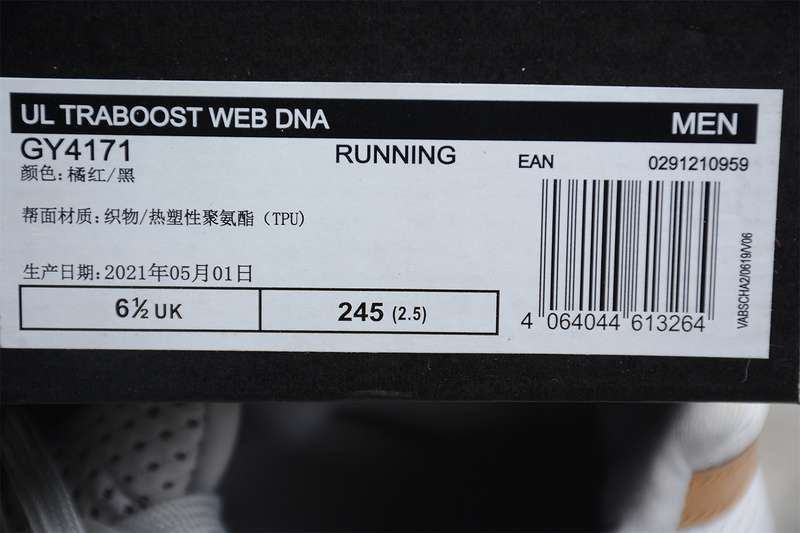 UL TRABOOST WEB DNA
MEN
GY4171
RUNNING
EAN
0291210959
颜色:橘红/黑
帮面材质:织物/热塑性聚氨酯（TPU)
生产日期:2021年05月01日
6½ UK
245 (2.5)
4 064044 613264
VABSCHA2/0619/V06